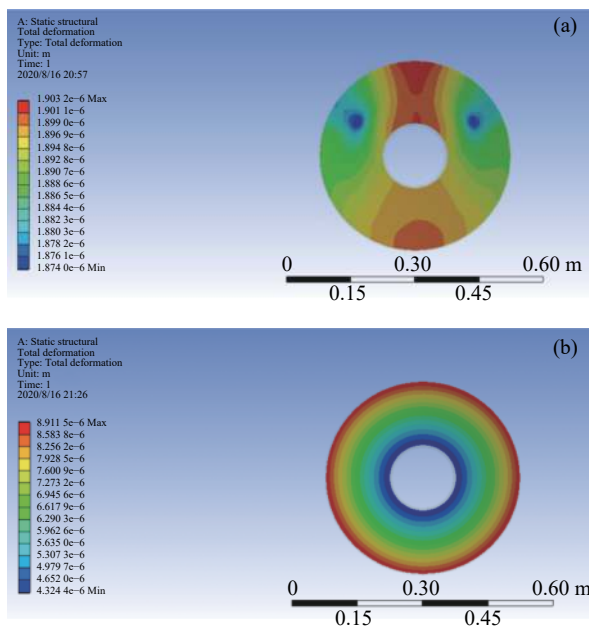 A: Static structural
Total deformation
Type: Total deformation
Unit: m
Time: 1
2020/8/16 20:57
(a)
1.903 2e−6 Max
1.901 1e−6
1.899 0e−6
1.896 9e−6
1.894 8e−6
1.892 8e−6
1.890 7e−6
1.888 6e−6
1.886 5e−6
1.884 4e−6
1.882 3e−6
1.880 3e−6
1.878 2e−6
1.876 1e−6
1.874 0e−6 Min
0 0.30 0.60 m
0.15 0.45
A: Static structural
Total deformation
Type: Total deformation
Unit: m
Time: 1
2020/8/16 21:26
(b)
8.911 5e−6 Max
8.583 8e−6
8.256 2e−6
7.928 5e−6
7.600 9e−6
7.273 2e−6
6.945 6e−6
6.617 9e−6
6.290 3e−6
5.962 6e−6
5.635 0e−6
5.307 3e−6
4.979 7e−6
4.652 0e−6
4.324 4e−6 Min
0 0.30 0.60 m
0.15 0.45